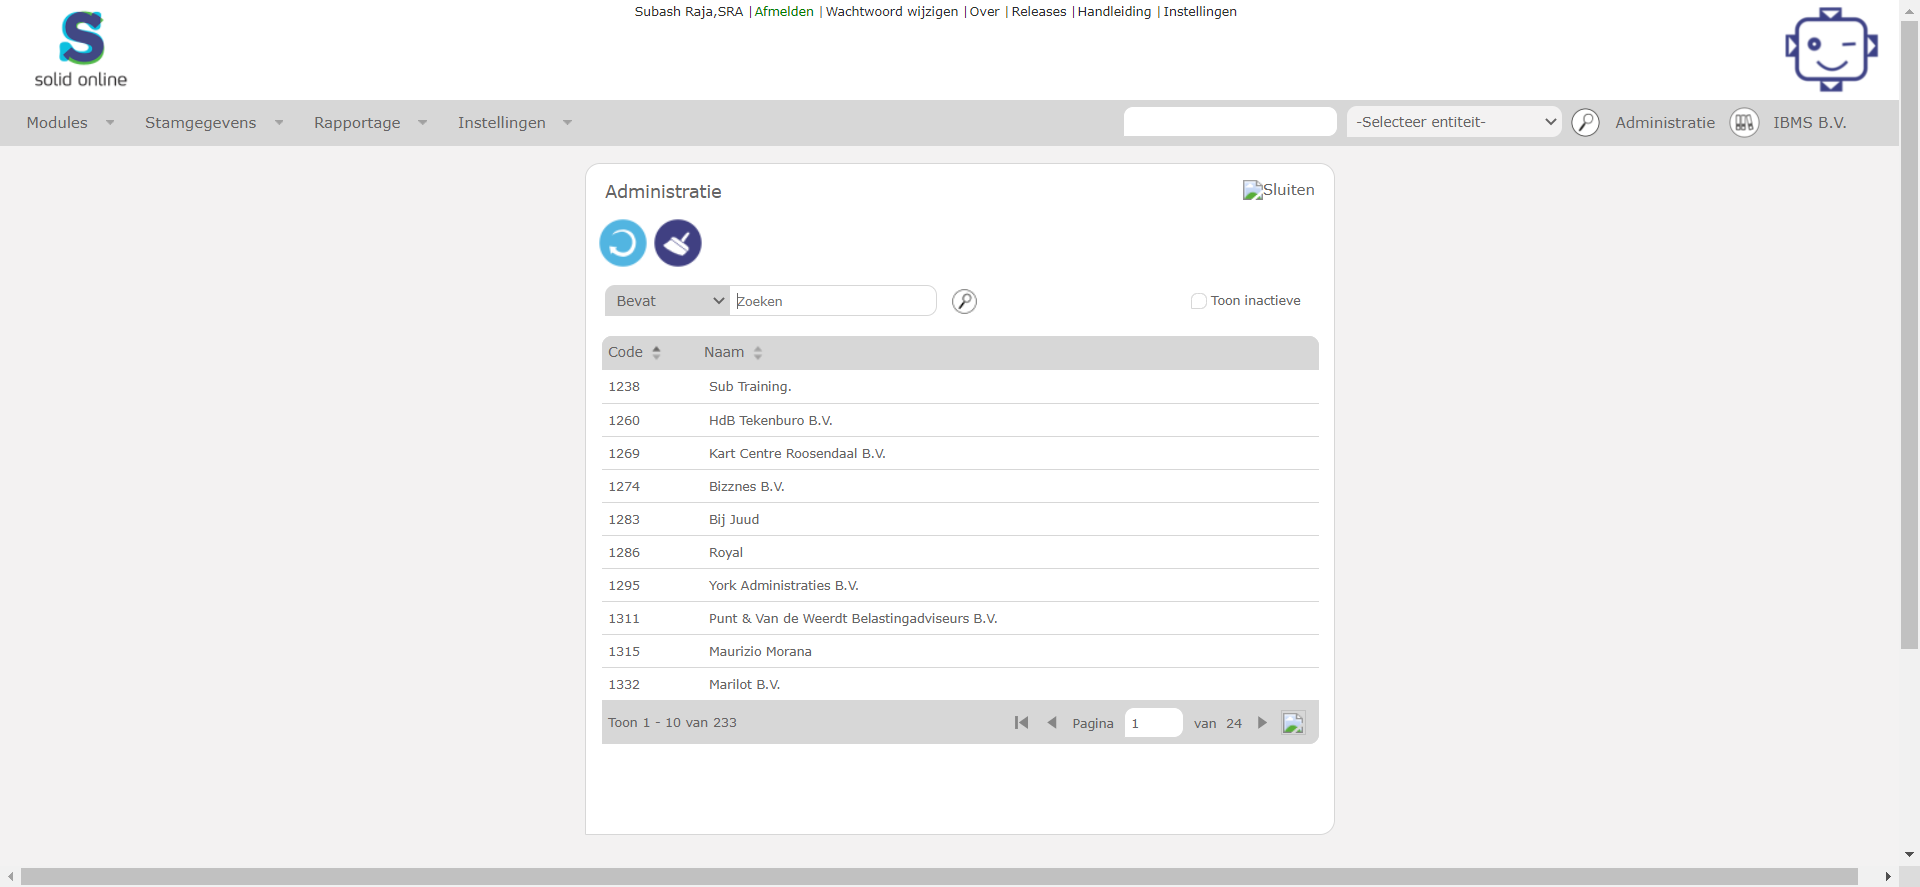 Subash Raja,SRA |Afmelden |Wachtwoord wijzigen |Over |Releases |Handleiding |Instellingen
S
solid online
Modules Stamgegevens Rapportage Instellingen -Selecteer entiteit- Administratie IBMS B.V.
Administratie Sluiten
Bevat Zoeken Toon inactieve
Code Naam
1238 Sub Training.
1260 HdB Tekenburo B.V.
1269 Kart Centre Roosendaal B.V.
1274 Bizznes B.V.
1283 Bij Juud
1286 Royal
1295 York Administraties B.V.
1311 Punt & Van de Weerdt Belastingadviseurs B.V.
1315 Maurizio Morana
1332 Marilot B.V.
Toon 1 - 10 van 233 Pagina 1 van 24